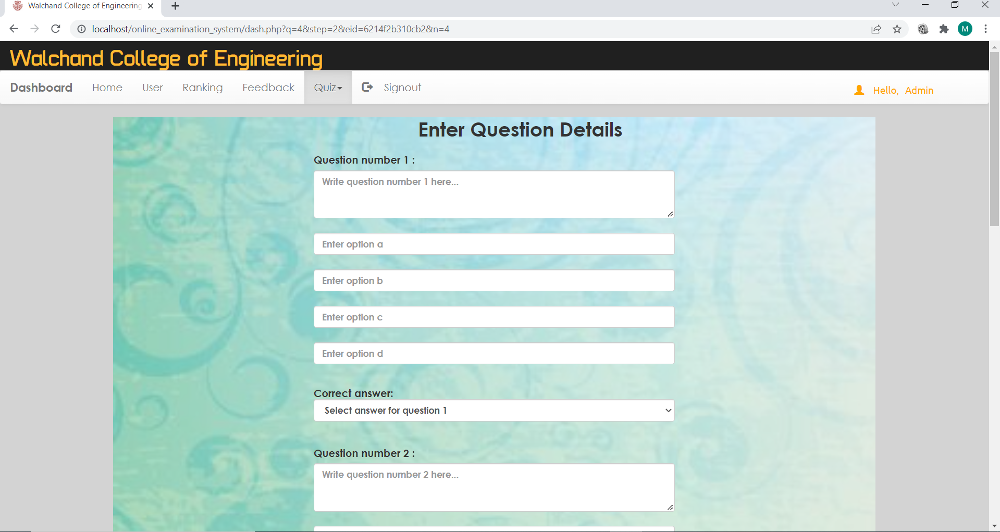 Walchand College of Engineering
localhost/online_examination_system/dash.php?q=4&step=2&eid=6214f2b310cb2&n=4
M
Walchand College of Engineering
Dashboard Home User Ranking Feedback Quiz Signout Hello, Admin
Enter Question Details
Question number 1 :
Write question number 1 here...
Enter option a
Enter option b
Enter option c
Enter option d
Correct answer:
Select answer for question 1
Question number 2 :
Write question number 2 here...